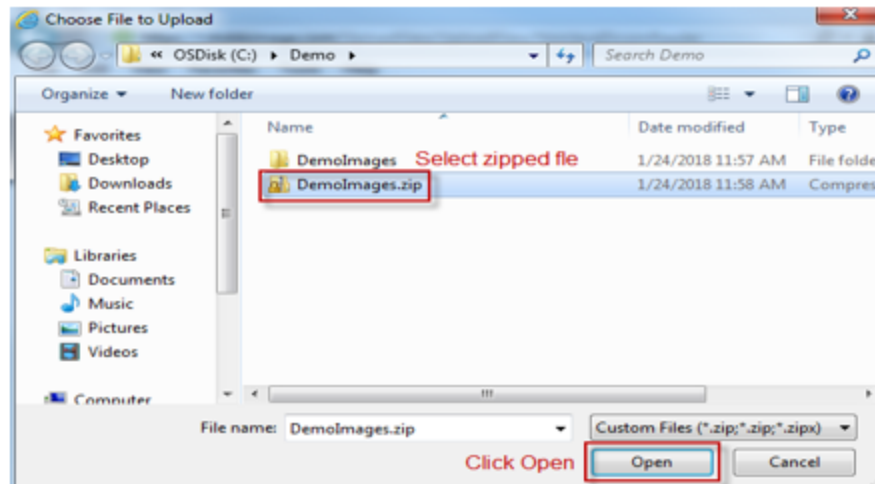 Choose File to Upload
« OSDisk (C:) ▸ Demo ▸ Search Demo
Organize ▾ New folder
Favorites
Desktop
Downloads
Recent Places
Libraries
Documents
Music
Pictures
Videos
Computer
Name Date modified Type
DemoImages Select zipped fle 1/24/2018 11:57 AM File folde
DemoImages.zip 1/24/2018 11:58 AM Compres
File name: DemoImages.zip Custom Files (*.zip;*.zip;*.zipx)
Click Open Open Cancel